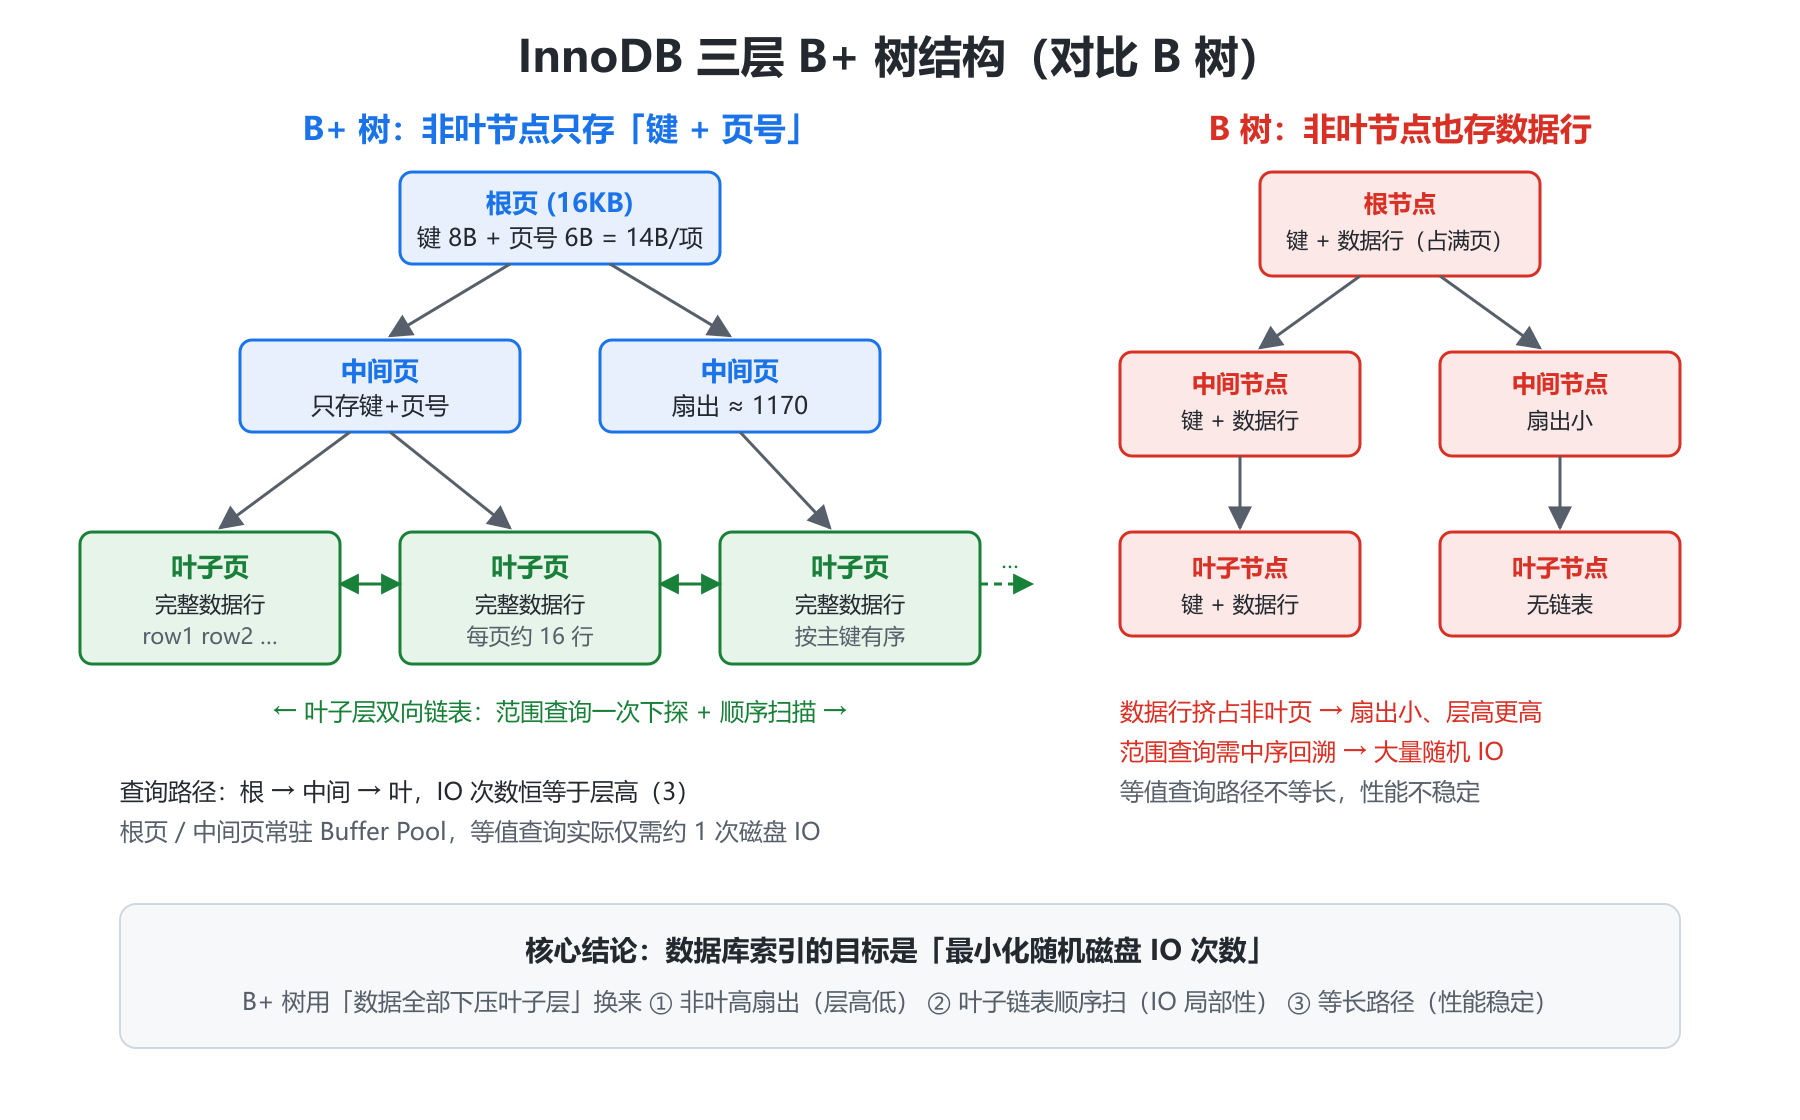 InnoDB 三层 B+ 树结构（对比 B 树）
B+ 树：非叶节点只存「键 + 页号」
根页 (16KB)
键 8B + 页号 6B = 14B/项
中间页
只存键+页号
中间页
扇出 ≈ 1170
叶子页
完整数据行
row1 row2 ...
叶子页
完整数据行
每页约 16 行
叶子页
完整数据行
按主键有序
...
← 叶子层双向链表：范围查询一次下探 + 顺序扫描 →
查询路径：根 → 中间 → 叶，IO 次数恒等于层高（3）
根页 / 中间页常驻 Buffer Pool，等值查询实际仅需约 1 次磁盘 IO
B 树：非叶节点也存数据行
根节点
键 + 数据行（占满页）
中间节点
键 + 数据行
中间节点
扇出小
叶子节点
键 + 数据行
叶子节点
无链表
数据行挤占非叶页 → 扇出小、层高更高
范围查询需中序回溯 → 大量随机 IO
等值查询路径不等长，性能不稳定
核心结论：数据库索引的目标是「最小化随机磁盘 IO 次数」
B+ 树用「数据全部下压叶子层」换来 ① 非叶高扇出（层高低） ② 叶子链表顺序扫（IO 局部性） ③ 等长路径（性能稳定）